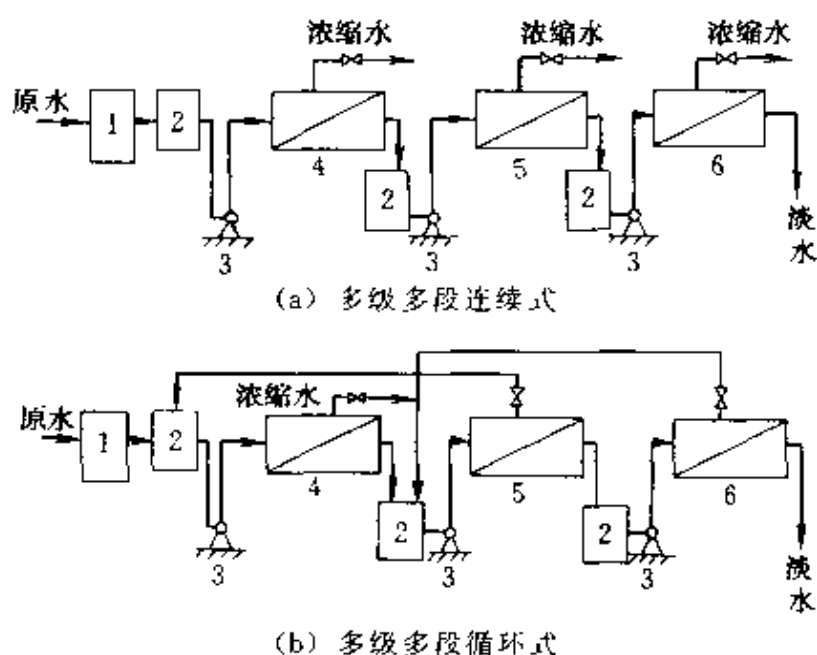 浓缩水 浓缩水 浓缩水
原水 1 2
4 5 6
2 2
淡水
3 3 3
(a) 多级多段连续式
浓缩水
原水 1 2
4 5 6
2 2
3 3 3
淡水
(b) 多级多段循环式